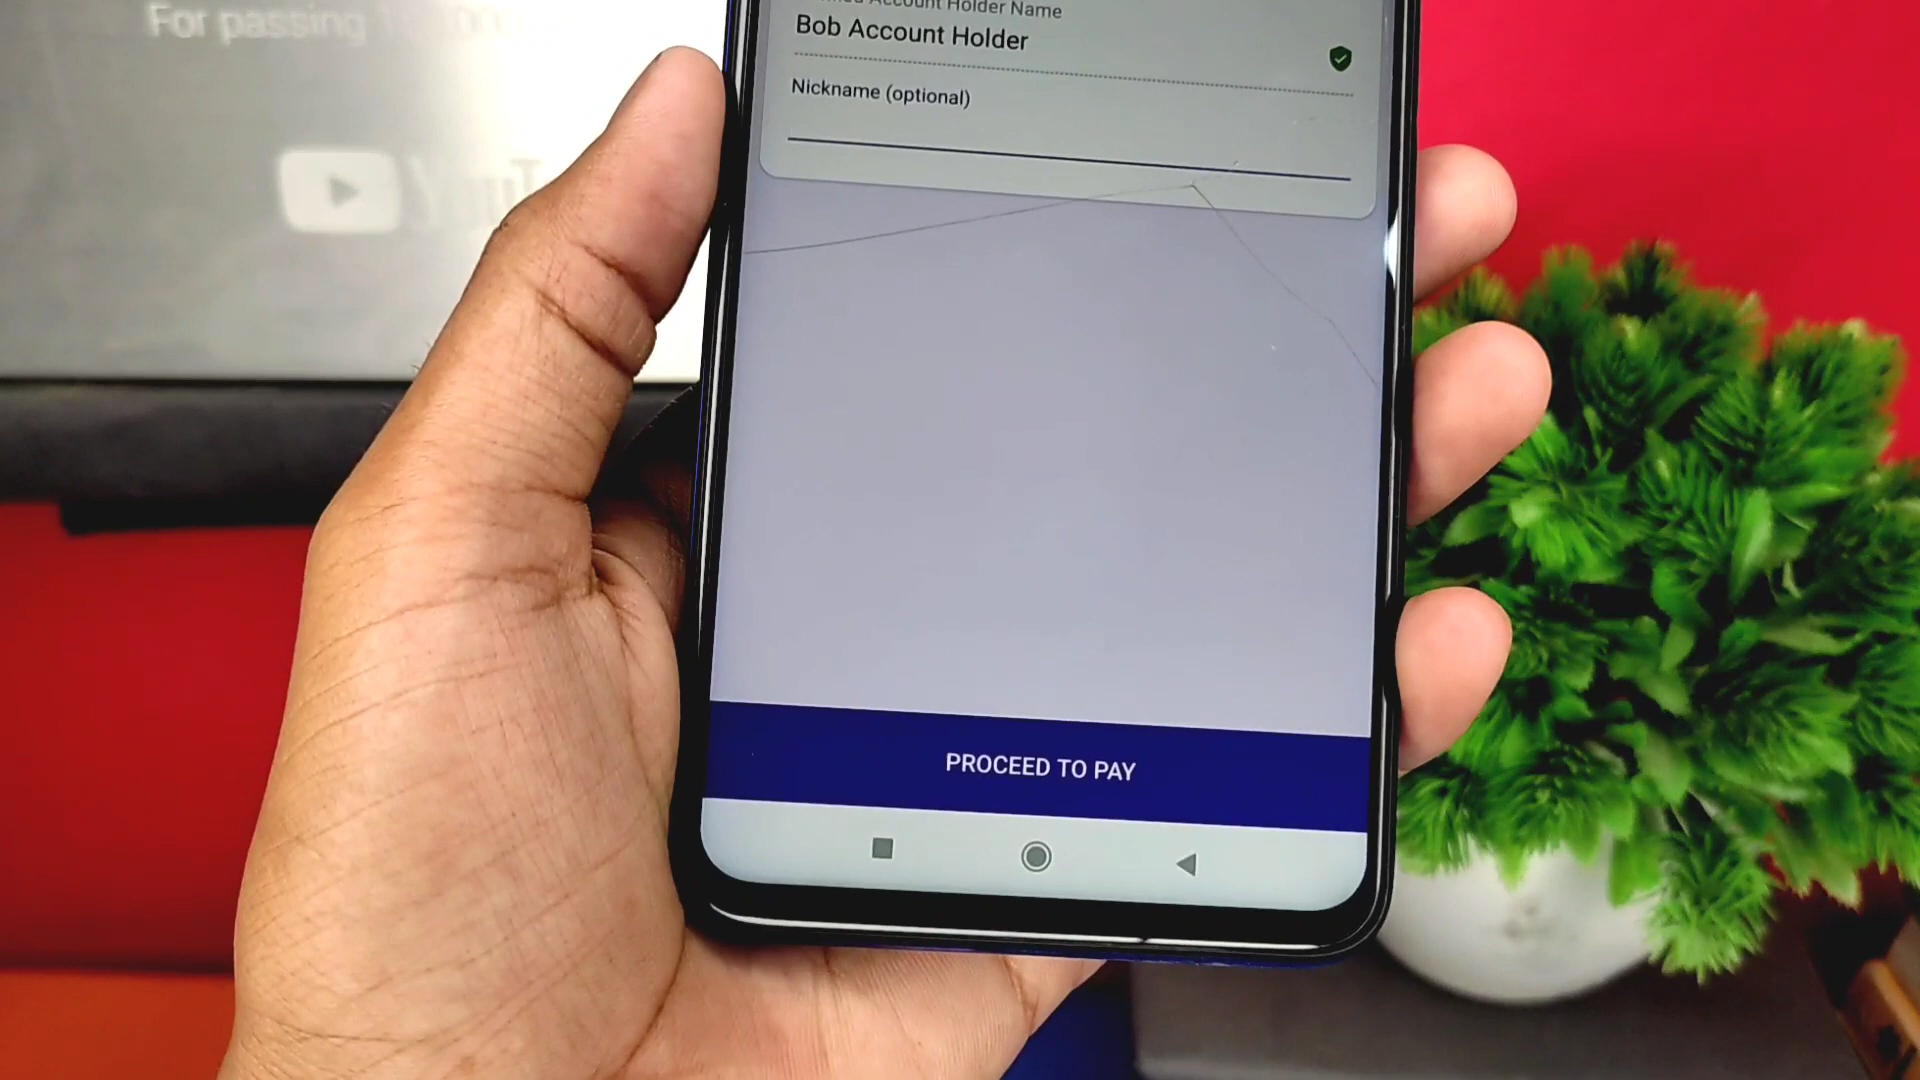 For passing
Account Holder Name
Bob Account Holder
Nickname (optional)
PROCEED TO PAY